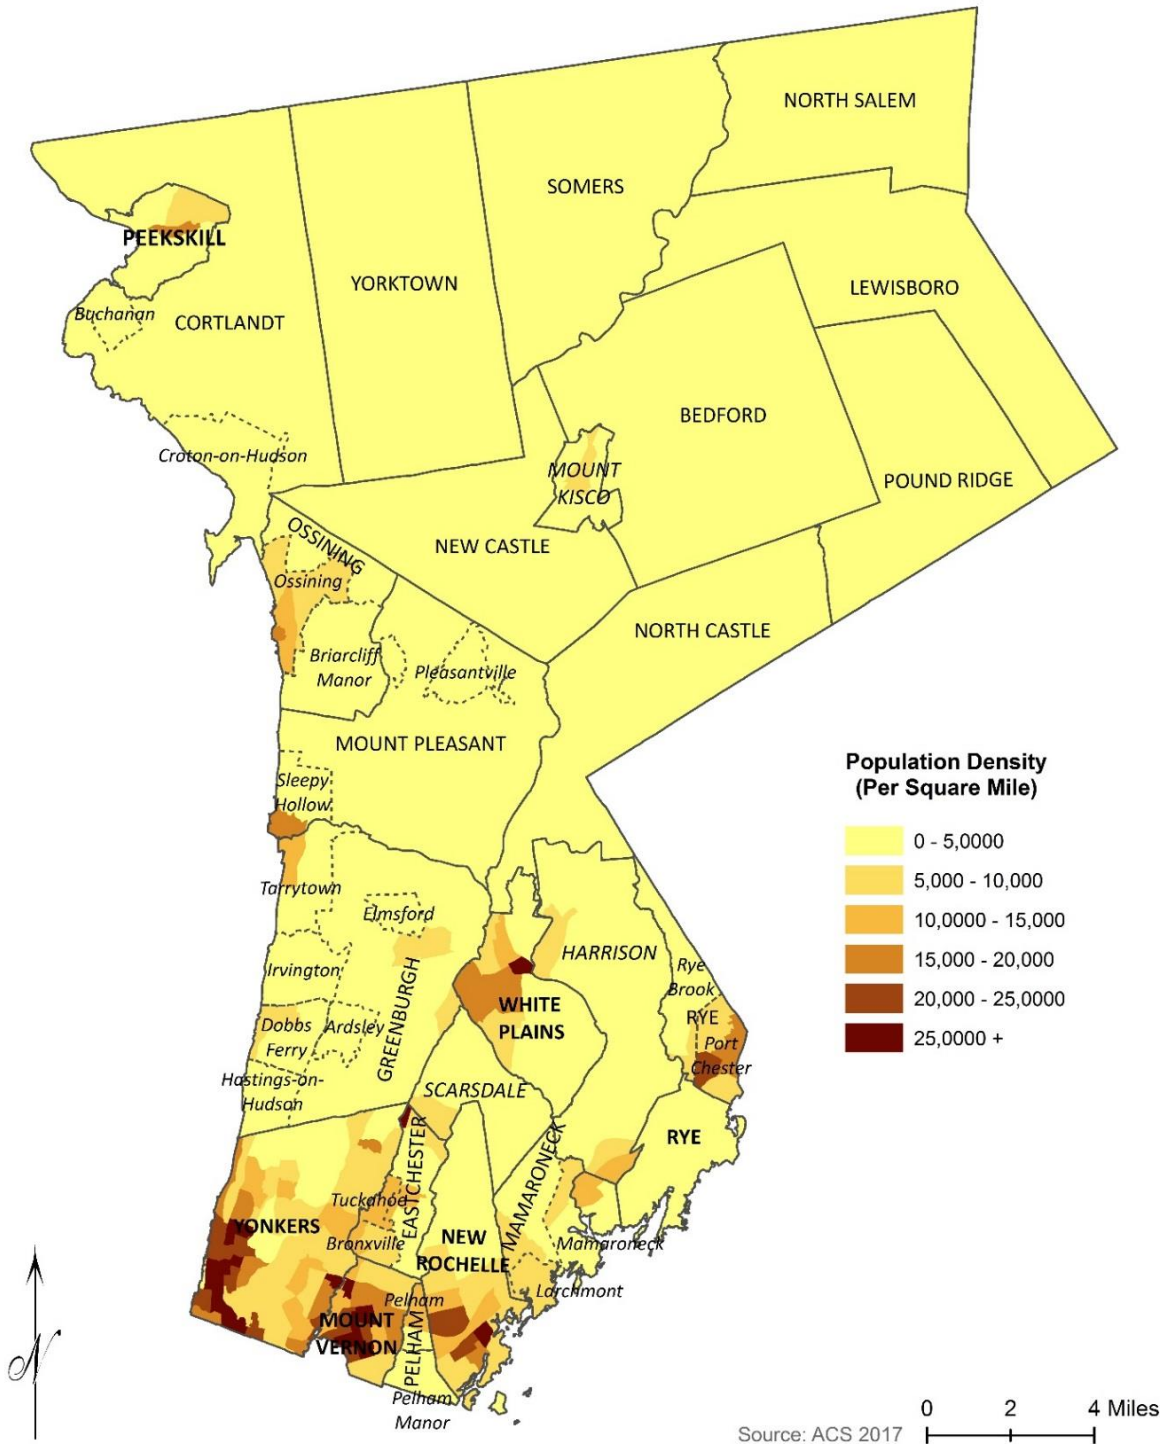 NORTH SALEM
SOMERS
PEEKSKILL
YORKTOWN
LEWISBORO
Buchanan
CORTLANDT
BEDFORD
Croton-on-Hudson
MOUNT
KISCO
POUND RIDGE
OSSINING
NEW CASTLE
Ossining
NORTH CASTLE
Briarcliff
Manor
Pleasantville
MOUNT PLEASANT
Sleepy
Hollow
Tarrytown
Elmsford
HARRISON
Irvington
Rye
Brook
GREENBURGH
WHITE
PLAINS
RYE
Dobbs
Ferry
Ardsley
Port
Chester
Hastings-on-
Hudson
SCARSDALE
RYE
EASTCHESTER
MAMARONECK
Tuckahoe
YONKERS
Bronxville
NEW
ROCHELLE
Mamaroneck
Larchmont
Pelham
MOUNT
VERNON
PELHAM
Pelham
Manor
Population Density
(Per Square Mile)
0 - 5,0000
5,000 - 10,000
10,0000 - 15,000
15,000 - 20,000
20,000 - 25,0000
25,0000 +
N
0 2 4 Miles
Source: ACS 2017